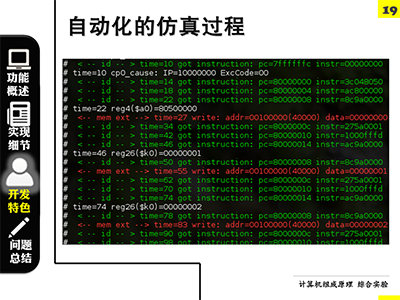 19
自动化的仿真过程
功能
概述
实现
细节
开发
特色
问题
总结
# <-- id -- > time=10 got instruction: pc=7ffffffc instr=00000000
# time=10 cp0_cause: IP=10000000 ExcCode=00
# <-- id -- > time=14 got instruction: pc=80000000 instr=3c048050
# <-- id -- > time=18 got instruction: pc=80000004 instr=ac800000
# <-- id -- > time=22 got instruction: pc=80000008 instr=8c9a0000
# time=22 reg4($a0)=80500000
# <-- mem ext --> time=27 write: addr=00100000(40000) data=00000000
# <-- id -- > time=34 got instruction: pc=8000000c instr=275a0001
# <-- id -- > time=42 got instruction: pc=80000010 instr=1000fffd
# <-- id -- > time=46 got instruction: pc=80000014 instr=ac9a0000
# time=46 reg26($k0)=00000001
# <-- id -- > time=50 got instruction: pc=80000008 instr=8c9a0000
# <-- mem ext --> time=55 write: addr=00100000(40000) data=00000001
# <-- id -- > time=62 got instruction: pc=8000000c instr=275a0001
# <-- id -- > time=70 got instruction: pc=80000010 instr=1000fffd
# <-- id -- > time=74 got instruction: pc=80000014 instr=ac9a0000
# time=74 reg26($k0)=00000002
# <-- id -- > time=78 got instruction: pc=80000008 instr=8c9a0000
# <-- mem ext --> time=83 write: addr=00100000(40000) data=00000002
# <-- id -- > time=90 got instruction: pc=8000000c instr=275a0001
计算机组成原理 综合实验